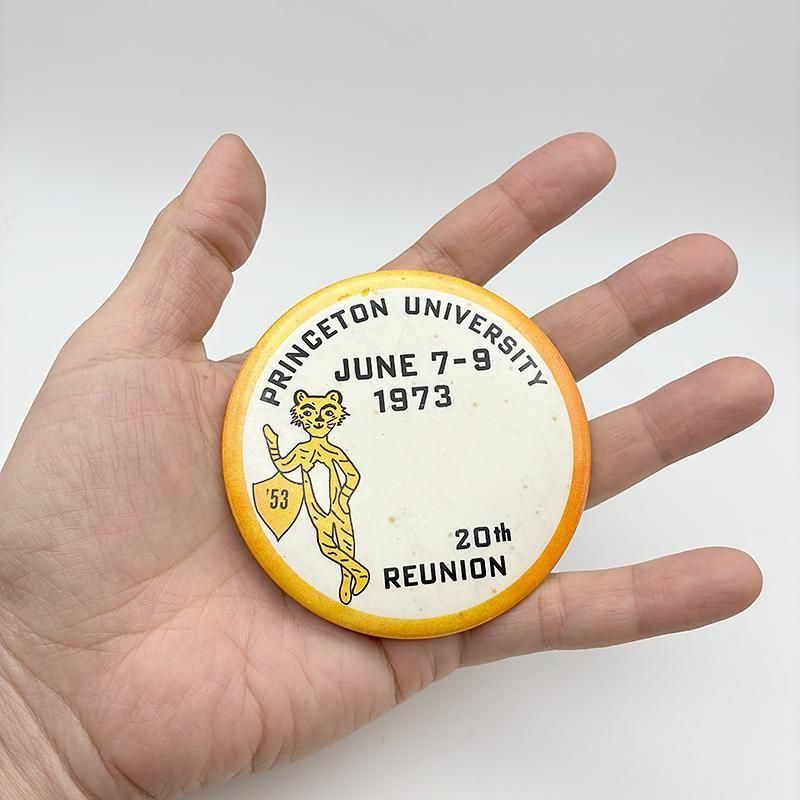 PRINCETON UNIVERSITY
JUNE 7-9
1973
'53
20th
REUNION